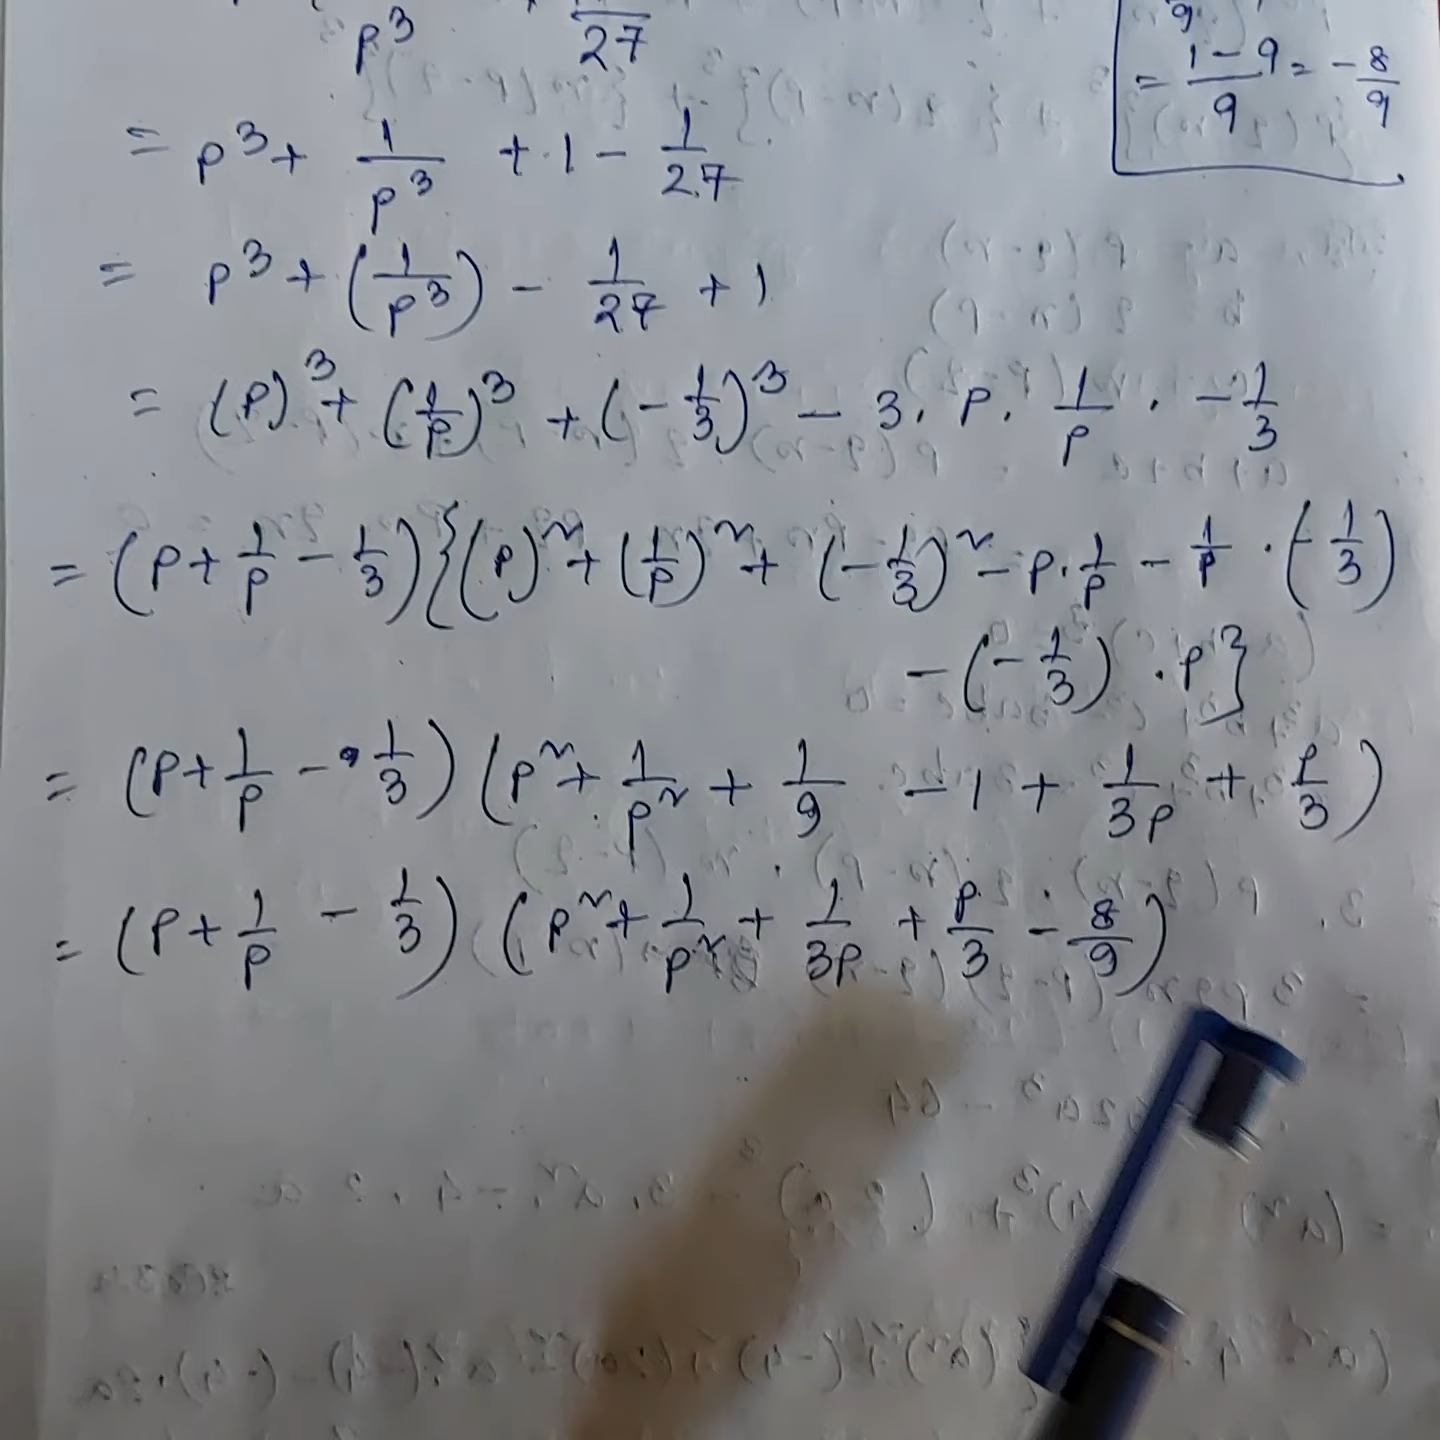 p³ 27
9
= (1-9)/9 = -8/9
= p³ + 1/p³ + 1 - 1/27
= p³ + (1/p³) - 1/27 + 1
= (p)³ + (1/p)³ + (-1/3)³ - 3. p. 1/p . -1/3
= (p + 1/p - 1/3) {(p)² + (1/p)² + (-1/3)² - p. 1/p - 1/p . (-1/3)
- (-1/3) . p}
= (p + 1/p - 1/3) (p² + 1/p² + 1/9 - 1 + 1/3p + p/3)
= (p + 1/p - 1/3) (p² + 1/p² + 1/3p + p/3 - 8/9)